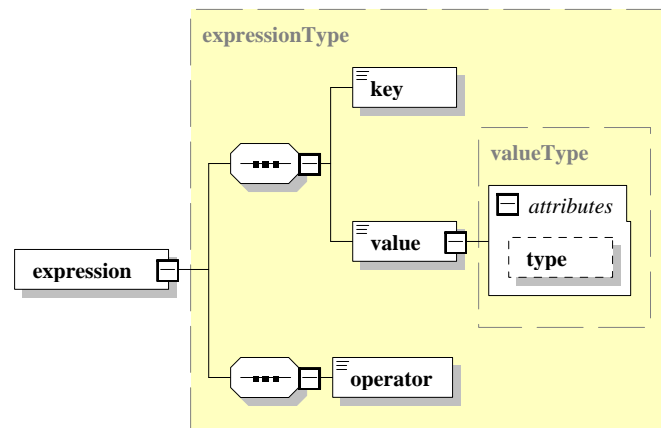 expressionType
key
valueType
attributes
value
type
expression
operator